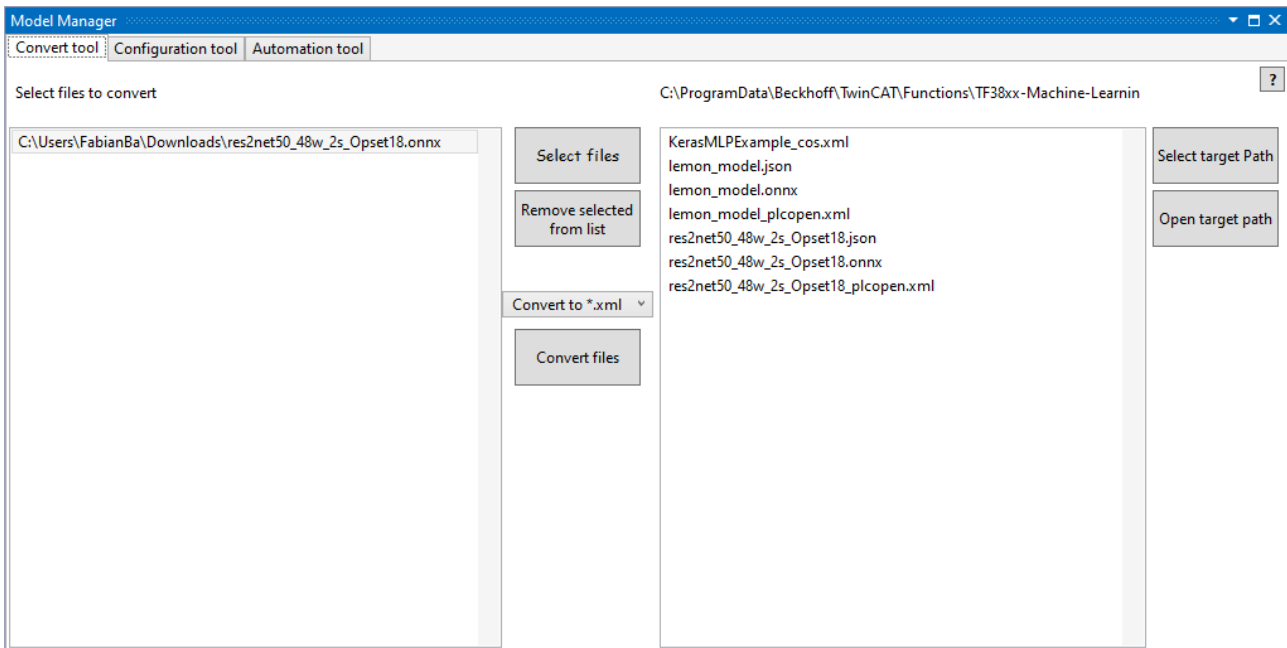 Model Manager
Convert tool
Configuration tool
Automation tool
?
Select files to convert
C:\ProgramData\Beckhoff\TwinCAT\Functions\TF38xx-Machine-Learnin
C:\Users\FabianBa\Downloads\res2net50_48w_2s_Opset18.onnx
Select files
Remove selected
from list
Convert to *.xml
Convert files
KerasMLPExample_cos.xml
lemon_model.json
lemon_model.onnx
lemon_model_plcopen.xml
res2net50_48w_2s_Opset18.json
res2net50_48w_2s_Opset18.onnx
res2net50_48w_2s_Opset18_plcopen.xml
Select target Path
Open target path